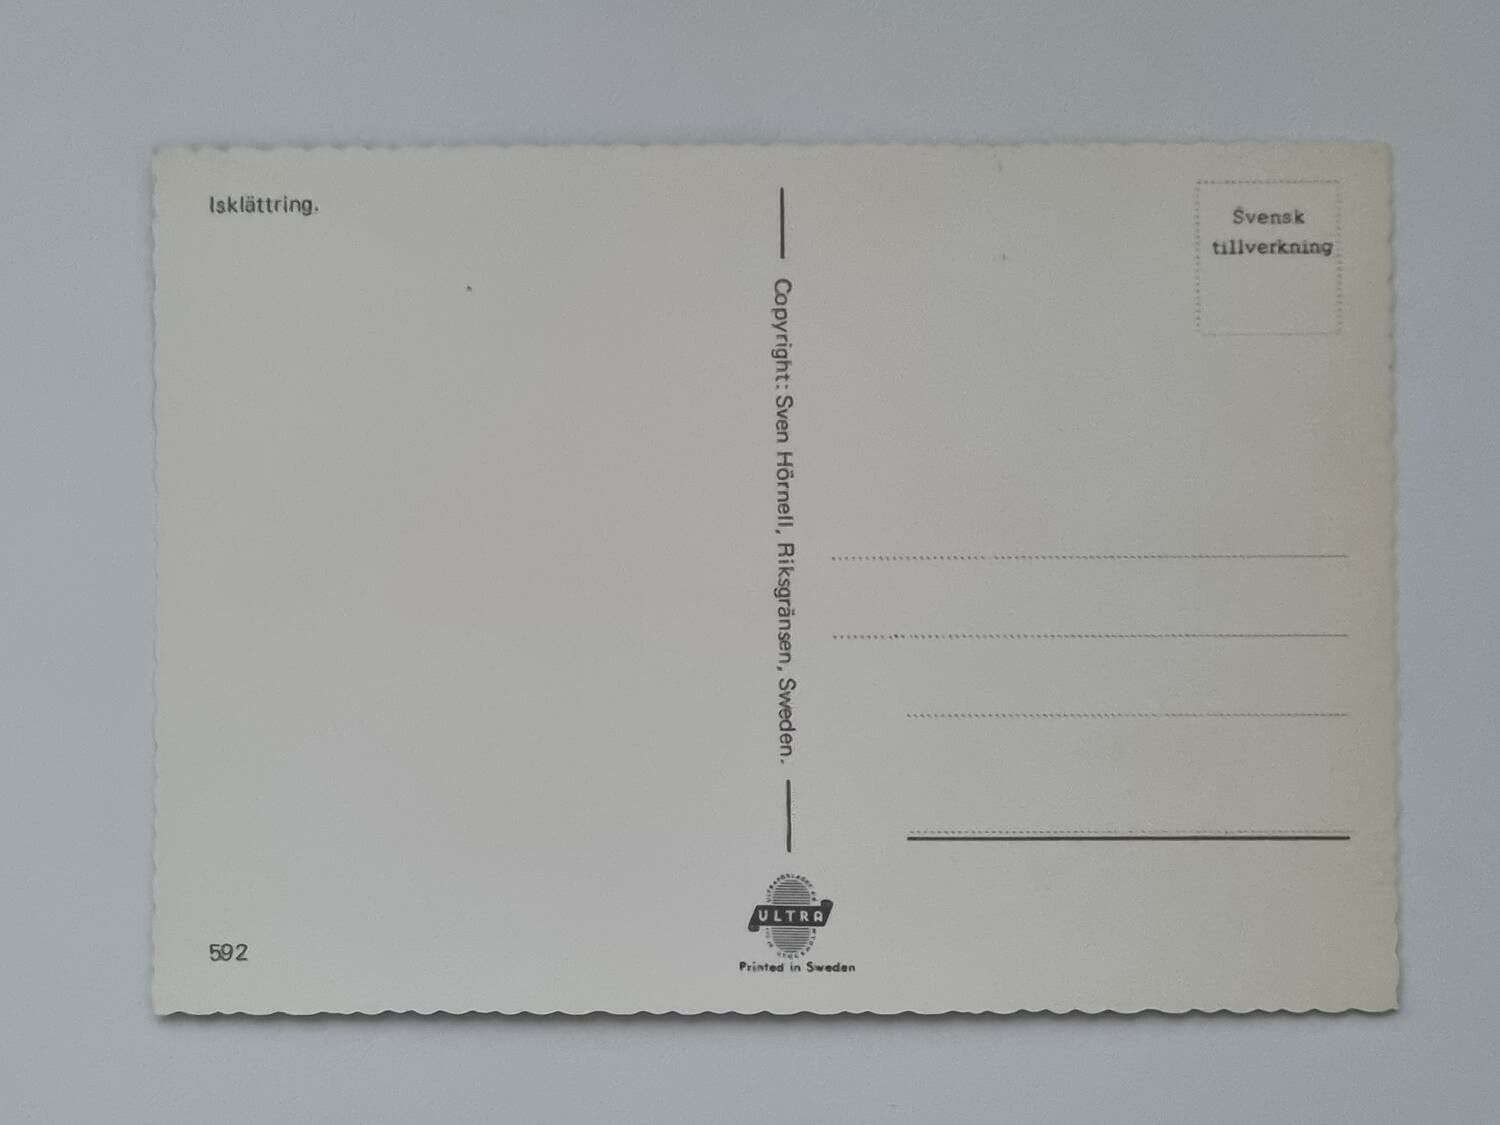 Isklättring.
Svensk
tillverkning
Copyright: Sven Hörnell, Riksgränsen, Sweden.
592
ULTRA
Printed in Sweden